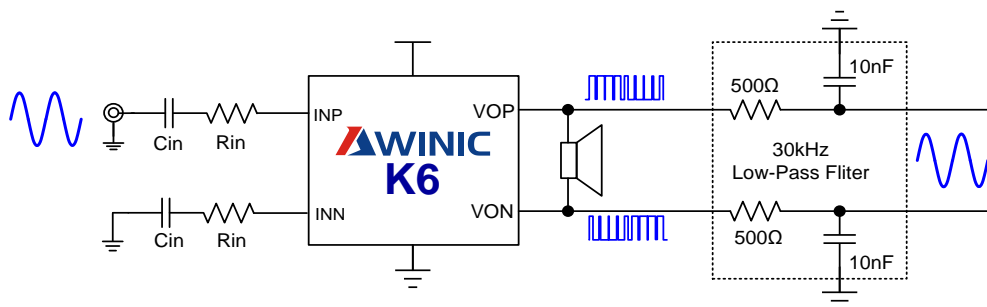 10nF
500Ω
INP
VOP
Cin
Rin
AWINIC
K6
30kHz
Low-Pass Fliter
INN
VON
Cin
Rin
500Ω
10nF